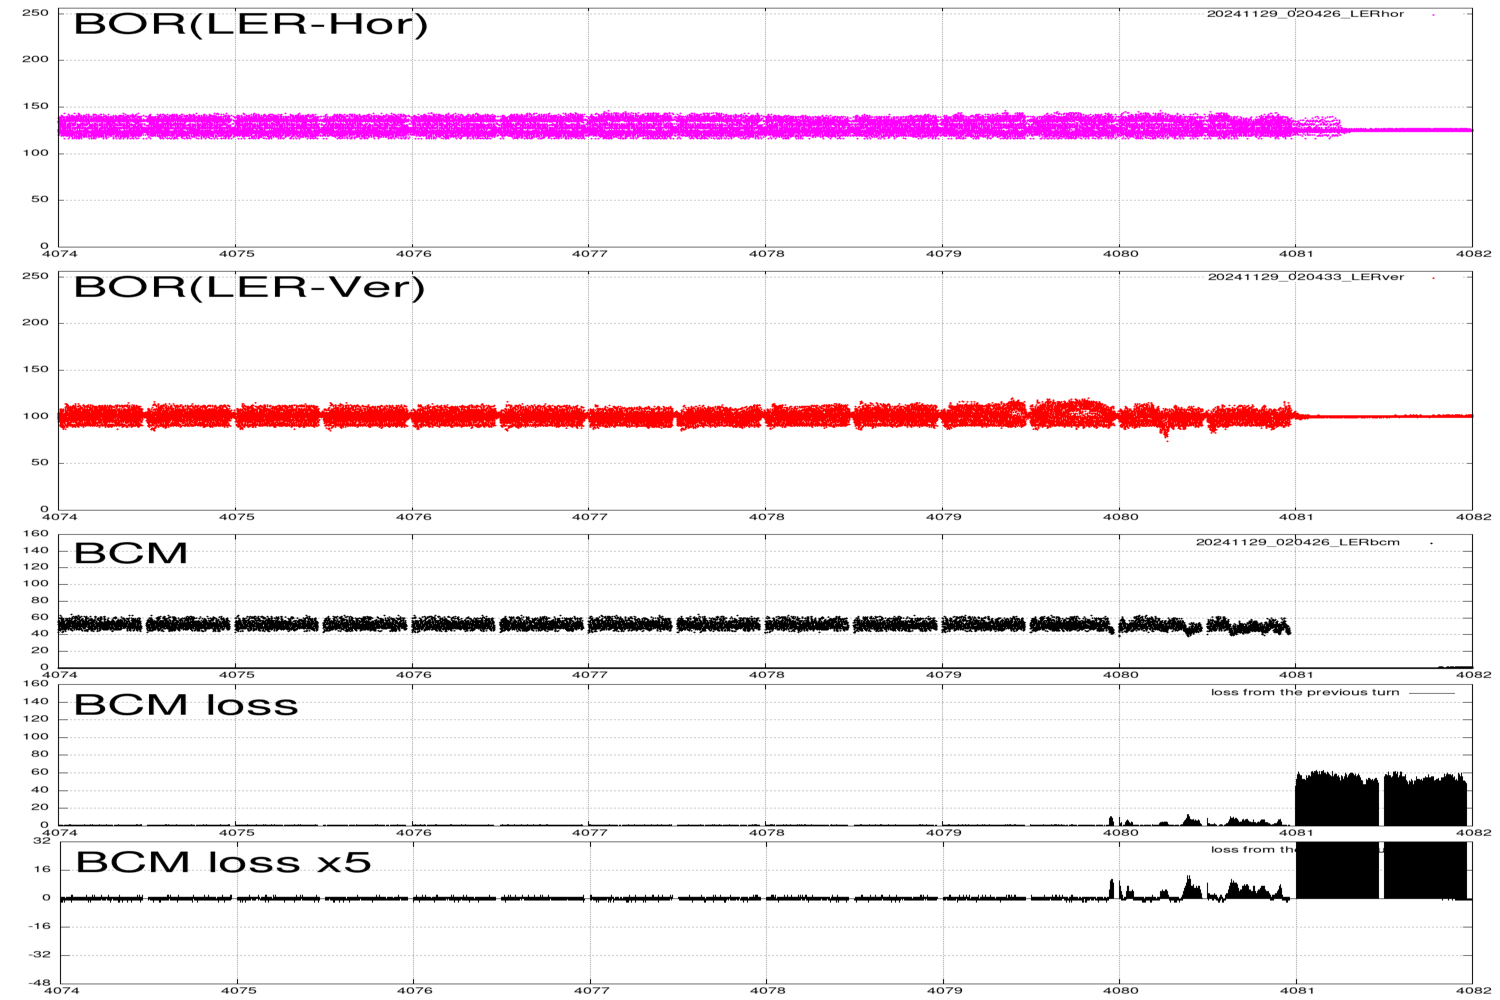 BOR(LER-Hor)
20241129_020426_LERhor
250
200
150
100
50
0
4074 4075 4076 4077 4078 4079 4080 4081 4082
BOR(LER-Ver)
20241129_020433_LERver
250
200
150
100
50
0
4074 4075 4076 4077 4078 4079 4080 4081 4082
BCM
20241129_020426_LERbcm
160
140
120
100
80
60
40
20
0
4074 4075 4076 4077 4078 4079 4080 4081 4082
BCM loss
loss from the previous turn
160
140
120
100
80
60
40
20
0
4074 4075 4076 4077 4078 4079 4080 4081 4082
BCM loss x5
loss from the
32
16
0
-16
-32
-48
4074 4075 4076 4077 4078 4079 4080 4081 4082